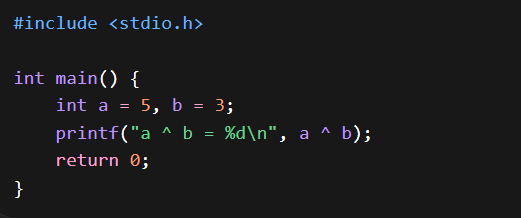 #include <stdio.h>
int main() {
    int a = 5, b = 3;
    printf("a ^ b = %d\n", a ^ b);
    return 0;
}